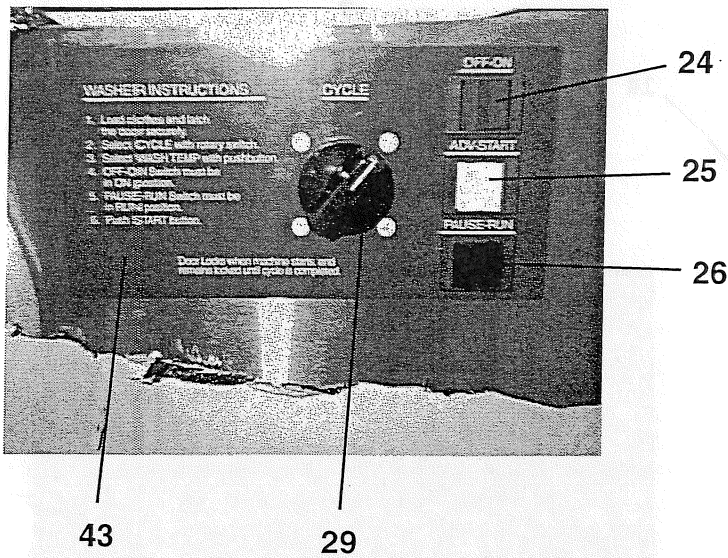 WASHER INSTRUCTIONS
1. Load clothes and latch
the door securely.
2. Select CYCLE with rotary switch.
3. Select WASH TEMP with pushbutton.
4. OFF-ON Switch must be
in ON position.
5. PAUSE-RUN Switch must be
in RUN position.
6. Push START button.
Door Locks when machine starts and
remains locked until cycle is completed.
CYCLE
OFF-ON
ADV-START
PAUSE-RUN
24
25
26
43
29